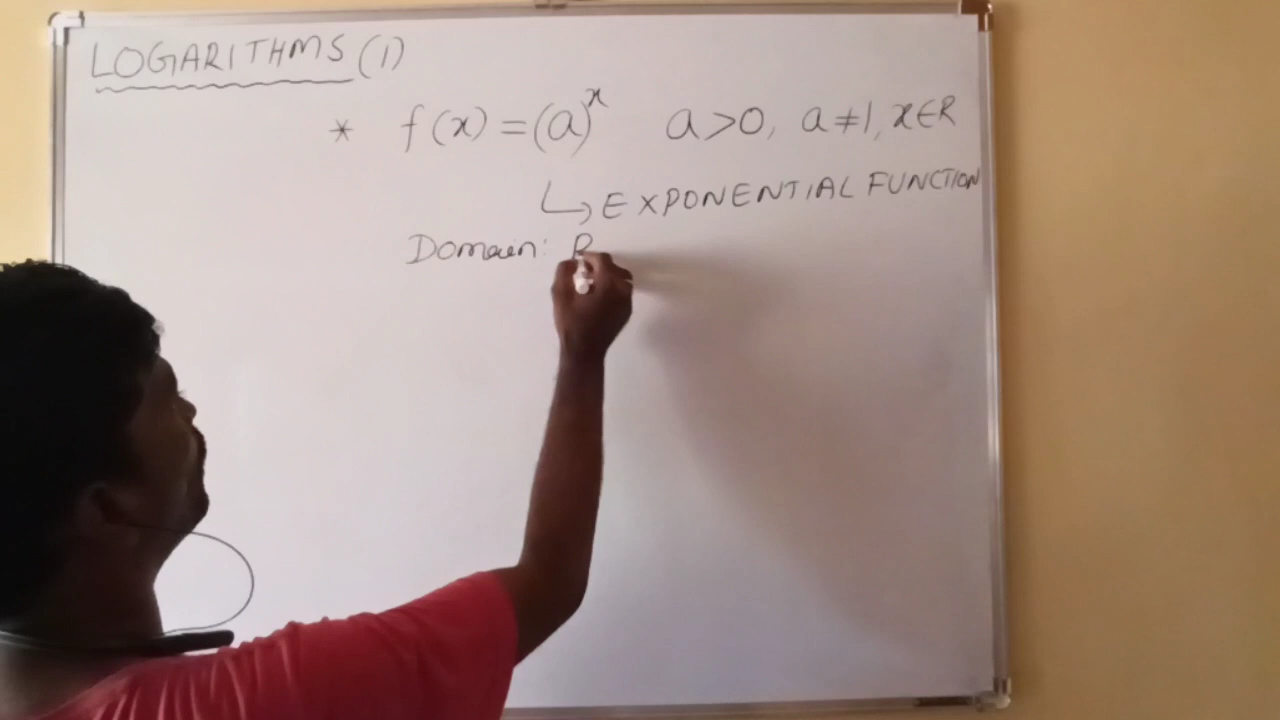 LOGARITHMS (1)
* f(x) = (a)^x a>0, a≠1, x∈R
↳ EXPONENTIAL FUNCTION
Domain: R